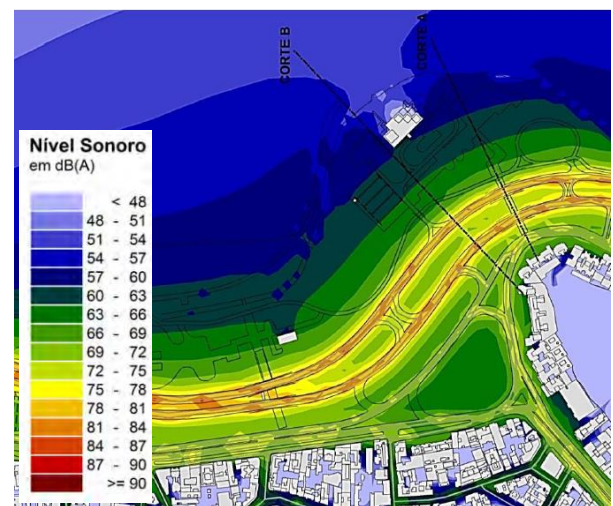 CORTE B
CORTE A
Nível Sonoro
em dB(A)
< 48
48 - 51
51 - 54
54 - 57
57 - 60
60 - 63
63 - 66
66 - 69
69 - 72
72 - 75
75 - 78
78 - 81
81 - 84
84 - 87
87 - 90
>= 90